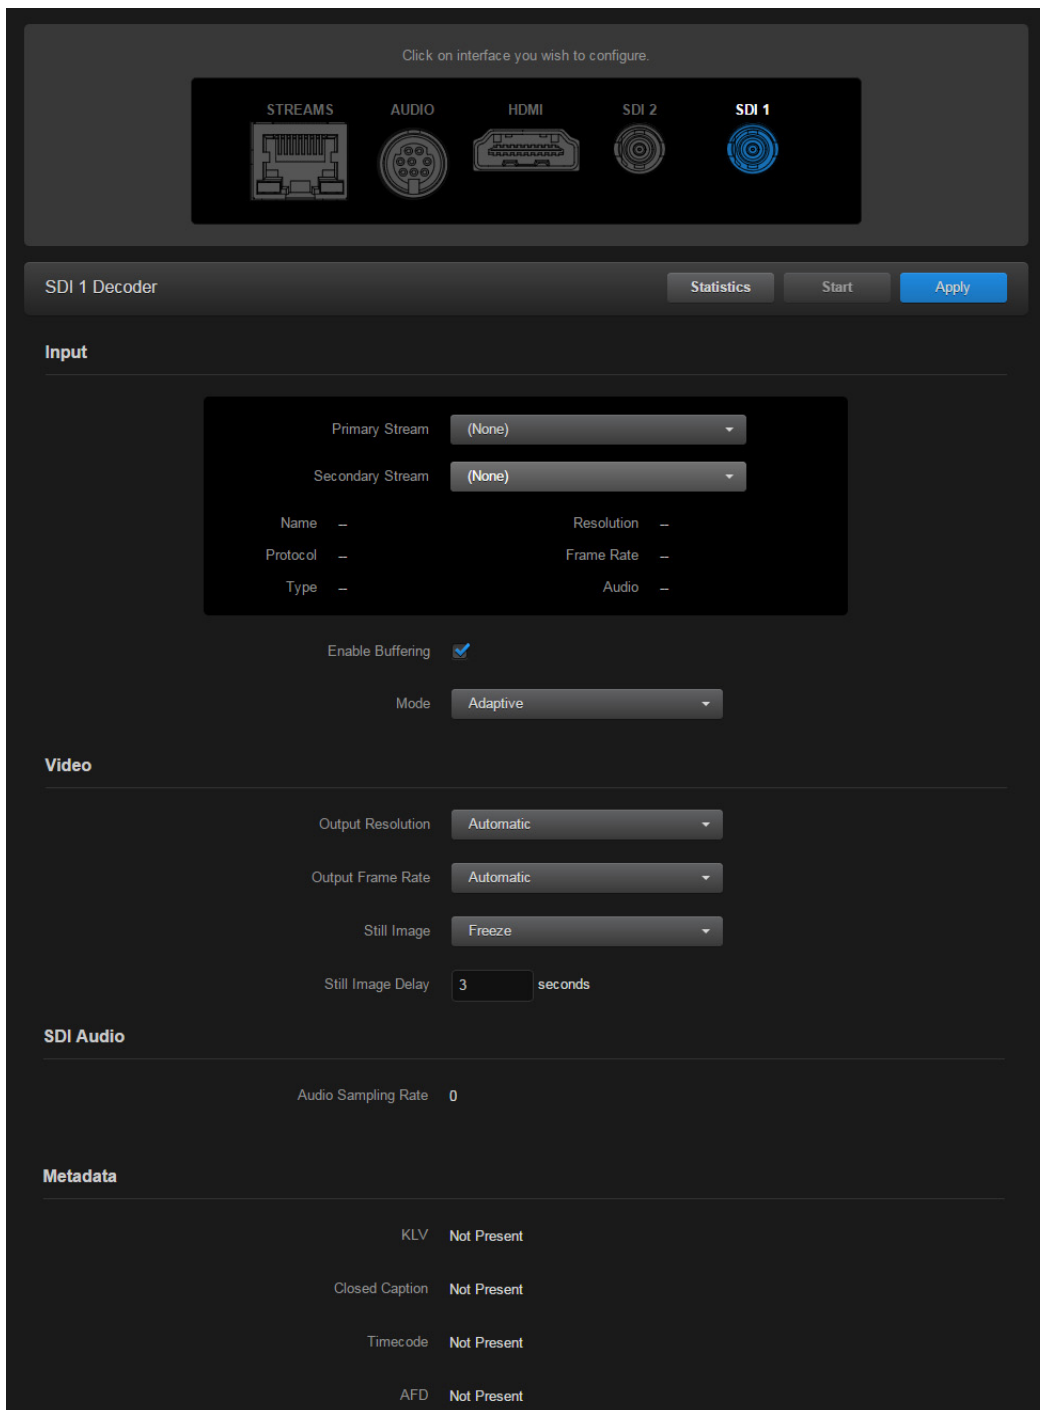 Click on interface you wish to configure.
STREAMS AUDIO HDMI SDI 2 SDI 1
SDI 1 Decoder Statistics Start Apply
Input
Primary Stream (None)
Secondary Stream (None)
Name -- Resolution --
Protocol -- Frame Rate --
Type -- Audio --
Enable Buffering
Mode Adaptive
Video
Output Resolution Automatic
Output Frame Rate Automatic
Still Image Freeze
Still Image Delay 3 seconds
SDI Audio
Audio Sampling Rate 0
Metadata
KLV Not Present
Closed Caption Not Present
Timecode Not Present
AFD Not Present